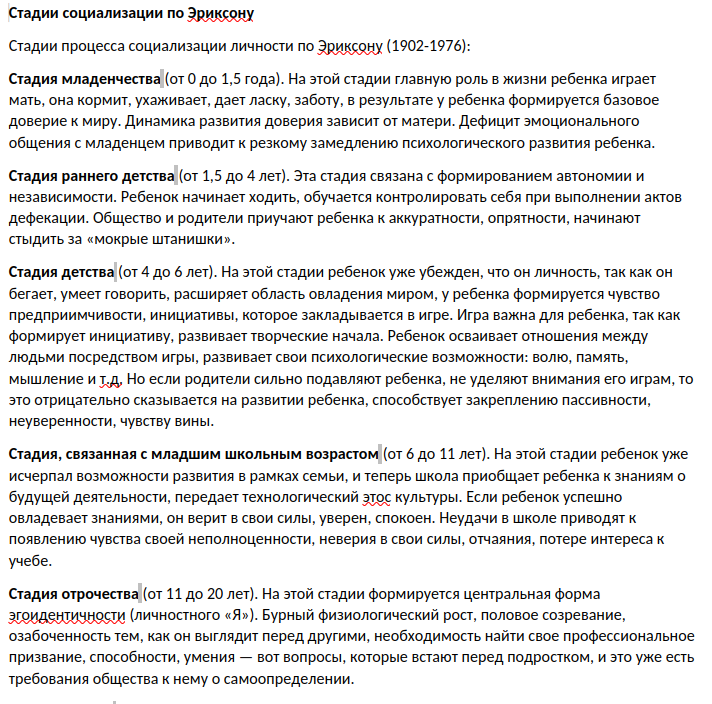 Стадии социализации по Эриксону
Стадии процесса социализации личности по Эриксону (1902-1976):
Стадия младенчества (от 0 до 1,5 года). На этой стадии главную роль в жизни ребенка играет
мать, она кормит, ухаживает, дает ласку, заботу, в результате у ребенка формируется базовое
доверие к миру. Динамика развития доверия зависит от матери. Дефицит эмоционального
общения с младенцем приводит к резкому замедлению психологического развития ребенка.
Стадия раннего детства (от 1,5 до 4 лет). Эта стадия связана с формированием автономии и
независимости. Ребенок начинает ходить, обучается контролировать себя при выполнении актов
дефекации. Общество и родители приучают ребенка к аккуратности, опрятности, начинают
стыдить за «мокрые штанишки».
Стадия детства (от 4 до 6 лет). На этой стадии ребенок уже убежден, что он личность, так как он
бегает, умеет говорить, расширяет область овладения миром, у ребенка формируется чувство
предприимчивости, инициативы, которое закладывается в игре. Игра важна для ребенка, так как
формирует инициативу, развивает творческие начала. Ребенок осваивает отношения между
людьми посредством игры, развивает свои психологические возможности: волю, память,
мышление и т.д. Но если родители сильно подавляют ребенка, не уделяют внимания его играм, то
это отрицательно сказывается на развитии ребенка, способствует закреплению пассивности,
неуверенности, чувству вины.
Стадия, связанная с младшим школьным возрастом (от 6 до 11 лет). На этой стадии ребенок уже
исчерпал возможности развития в рамках семьи, и теперь школа приобщает ребенка к знаниям о
будущей деятельности, передает технологический этос культуры. Если ребенок успешно
овладевает знаниями, он верит в свои силы, уверен, спокоен. Неудачи в школе приводят к
появлению чувства своей неполноценности, неверия в свои силы, отчаяния, потере интереса к
учебе.
Стадия отрочества (от 11 до 20 лет). На этой стадии формируется центральная форма
эгоидентичности (личностного «Я»). Бурный физиологический рост, половое созревание,
озабоченность тем, как он выглядит перед другими, необходимость найти свое профессиональное
призвание, способности, умения — вот вопросы, которые встают перед подростком, и это уже есть
требования общества к нему о самоопределении.